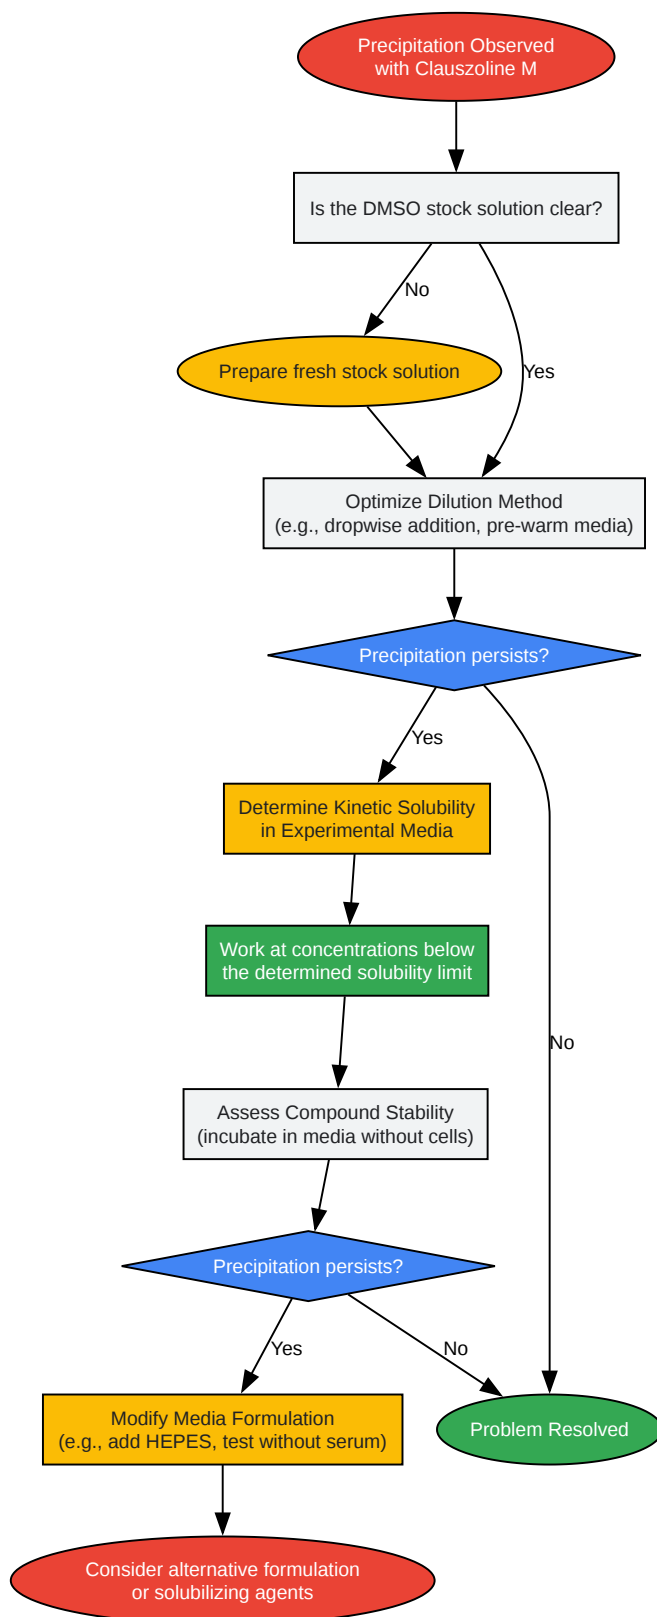 Precipitation Observed
with Clauszoline M
Is the DMSO stock solution clear?
No
Prepare fresh stock solution
Yes
Optimize Dilution Method
(e.g., dropwise addition, pre-warm media)
Precipitation persists?
Yes
Determine Kinetic Solubility
in Experimental Media
Work at concentrations below
the determined solubility limit
No
Assess Compound Stability
(incubate in media without cells)
Precipitation persists?
Yes
No
Modify Media Formulation
(e.g., add HEPES, test without serum)
Problem Resolved
Consider alternative formulation
or solubilizing agents